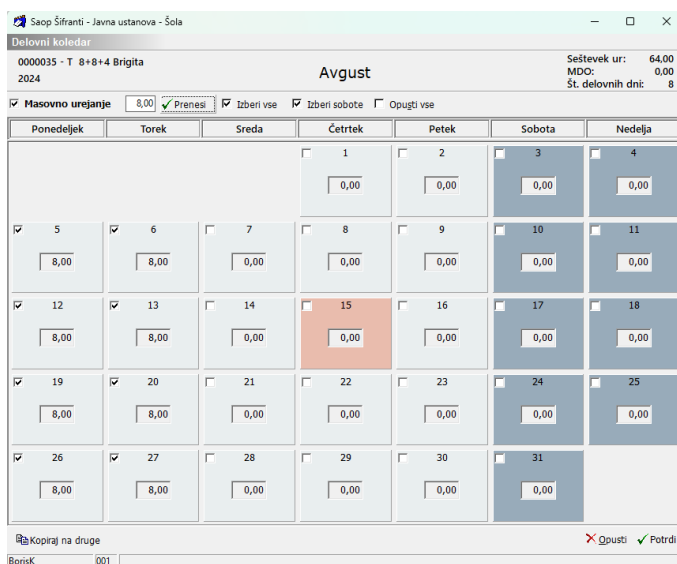 Saop Šifranti - Javna ustanova - Šola
Delovni koledar
0000035 - T 8+8+4 Brigita
2024
Avgust
Seštevek ur: 64,00
MDO: 0,00
Št. delovnih dni: 8
Masovno urejanje 8,00 Prenesi Izberi vse Izberi sobote Opusti vse
Ponedeljek Torek Sreda Četrtek Petek Sobota Nedelja
1 2 3 4
0,00 0,00 0,00 0,00
5 6 7 8 9 10 11
8,00 8,00 0,00 0,00 0,00 0,00 0,00
12 13 14 15 16 17 18
8,00 8,00 0,00 0,00 0,00 0,00 0,00
19 20 21 22 23 24 25
8,00 8,00 0,00 0,00 0,00 0,00 0,00
26 27 28 29 30 31
8,00 8,00 0,00 0,00 0,00 0,00
Kopiraj na druge Opusti Potrdi
BorisK 001